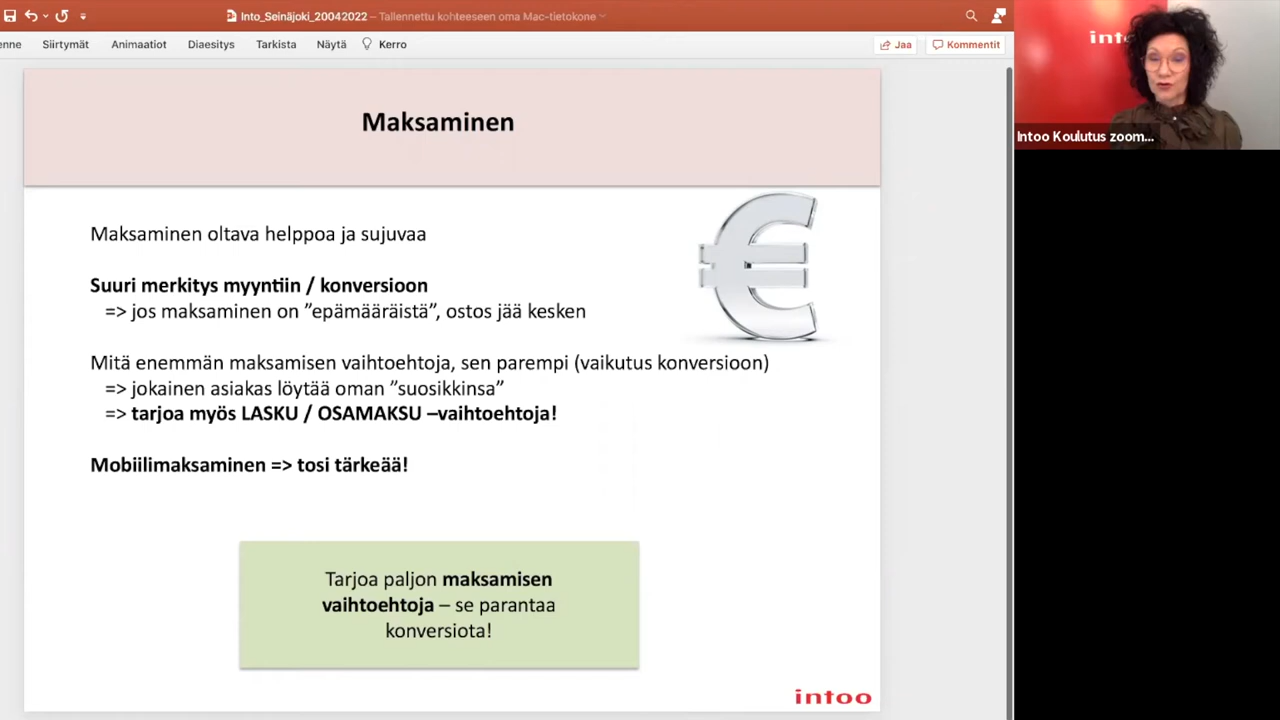 Into_Seinäjoki_20042022 – Tallennettu kohteeseen oma Mac-tietokone
enne Siirtymät Animaatiot Diaesitys Tarkista Näytä Kerro Jaa Kommentit
intoo
Intoo Koulutus zoom...
Maksaminen
Maksaminen oltava helppoa ja sujuvaa
Suuri merkitys myyntiin / konversioon
=> jos maksaminen on ”epämääräistä”, ostos jää kesken
Mitä enemmän maksamisen vaihtoehtoja, sen parempi (vaikutus konversioon)
=> jokainen asiakas löytää oman ”suosikkinsa”
=> tarjoa myös LASKU / OSAMAKSU –vaihtoehtoja!
Mobiilimaksaminen => tosi tärkeää!
Tarjoa paljon maksamisen
vaihtoehtoja – se parantaa
konversiota!
intoo